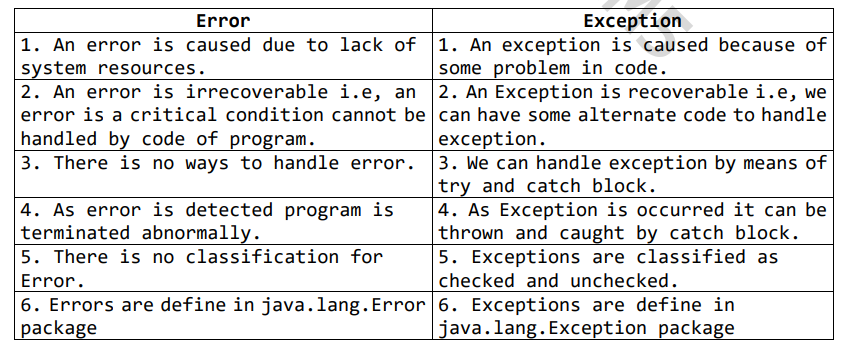 Error
Exception
1. An error is caused due to lack of
system resources.
1. An exception is caused because of
some problem in code.
2. An error is irrecoverable i.e, an
error is a critical condition cannot be
handled by code of program.
2. An Exception is recoverable i.e, we
can have some alternate code to handle
exception.
3. There is no ways to handle error.
3. We can handle exception by means of
try and catch block.
4. As error is detected program is
terminated abnormally.
4. As Exception is occurred it can be
thrown and caught by catch block.
5. There is no classification for
Error.
5. Exceptions are classified as
checked and unchecked.
6. Errors are define in java.lang.Error
package
6. Exceptions are define in
java.lang.Exception package